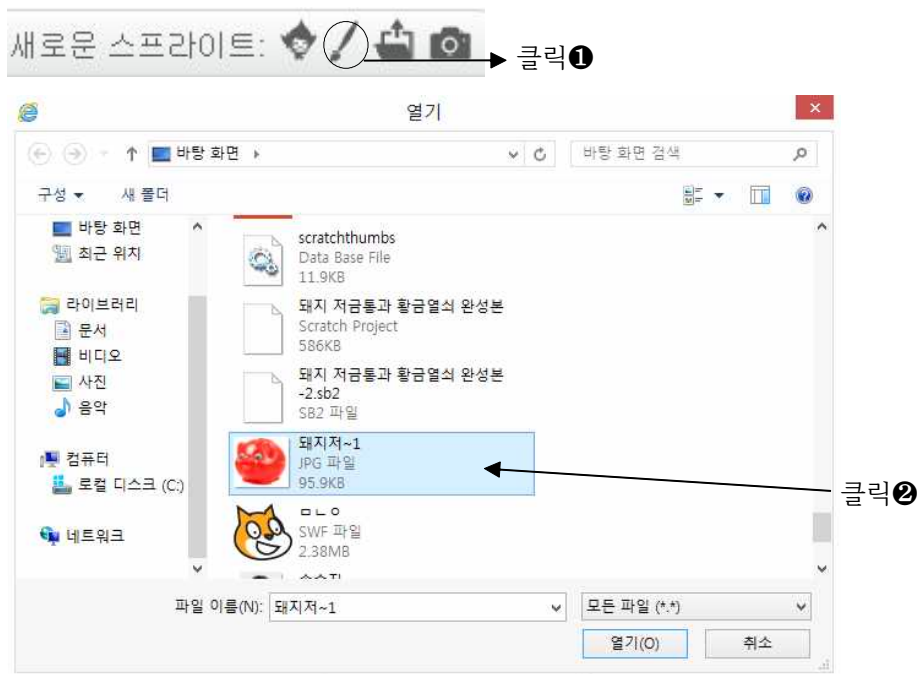 새로운 스프라이트:
클릭❶
열기
바탕 화면
바탕 화면 검색
구성
새 폴더
바탕 화면
최근 위치
라이브러리
문서
비디오
사진
음악
컴퓨터
로컬 디스크 (C:)
네트워크
scratchthumbs
Data Base File
11.9KB
돼지 저금통과 황금열쇠 완성본
Scratch Project
586KB
돼지 저금통과 황금열쇠 완성본
-2.sb2
SB2 파일
돼지저~1
JPG 파일
95.9KB
ㅁㄴㅇ
SWF 파일
2.38MB
클릭❷
파일 이름(N):
돼지저~1
모든 파일 (*.*)
열기(O)
취소